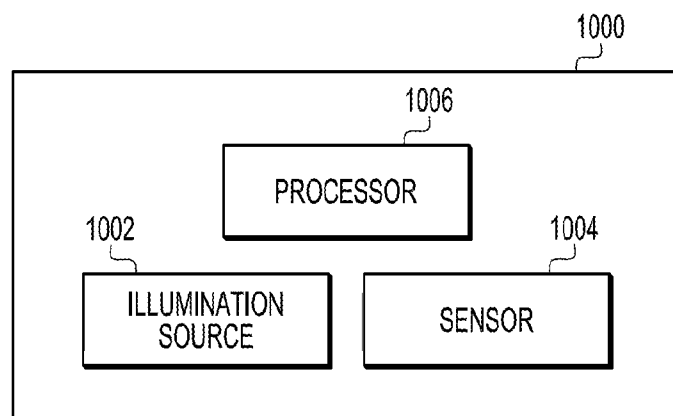 1000
1006
PROCESSOR
1002
1004
ILLUMINATION
SOURCE
SENSOR